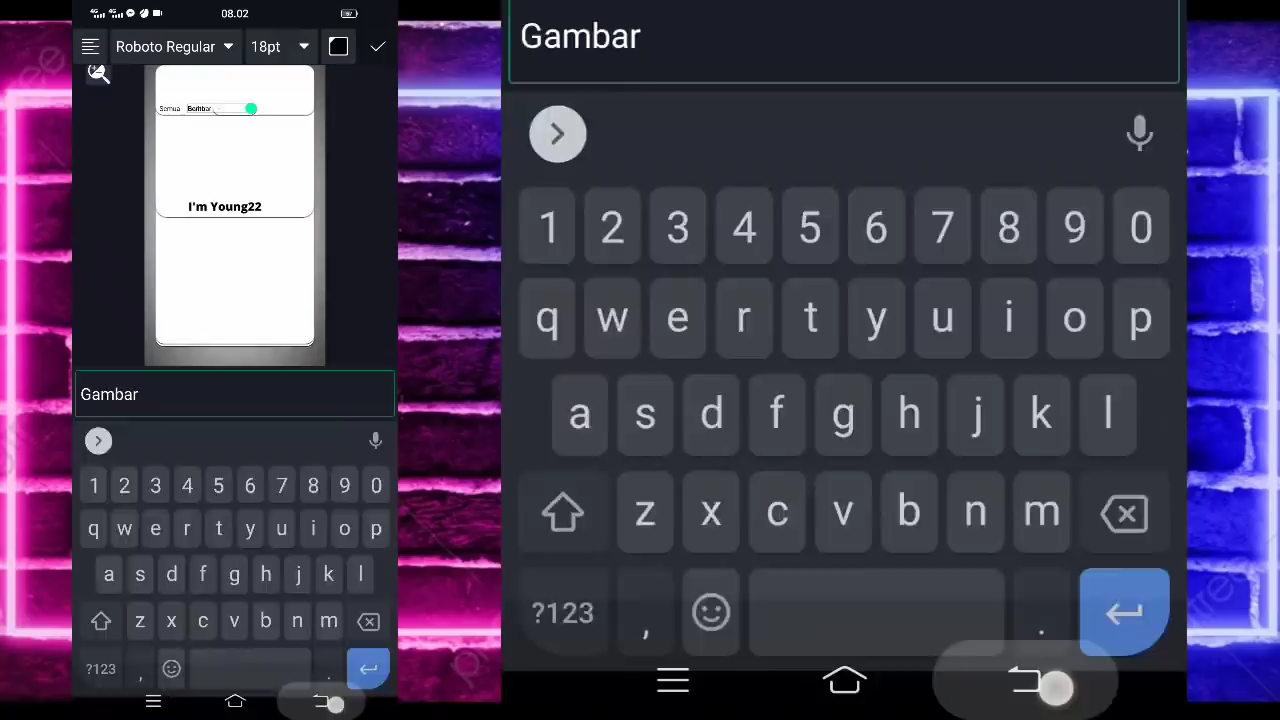 08.02
Roboto Regular 18pt
Semua
I'm Young22
Gambar
1 2 3 4 5 6 7 8 9 0
q w e r t y u i o p
a s d f g h j k l
z x c v b n m
?123 , .
Gambar
1 2 3 4 5 6 7 8 9 0
q w e r t y u i o p
a s d f g h j k l
z x c v b n m
?123 , .